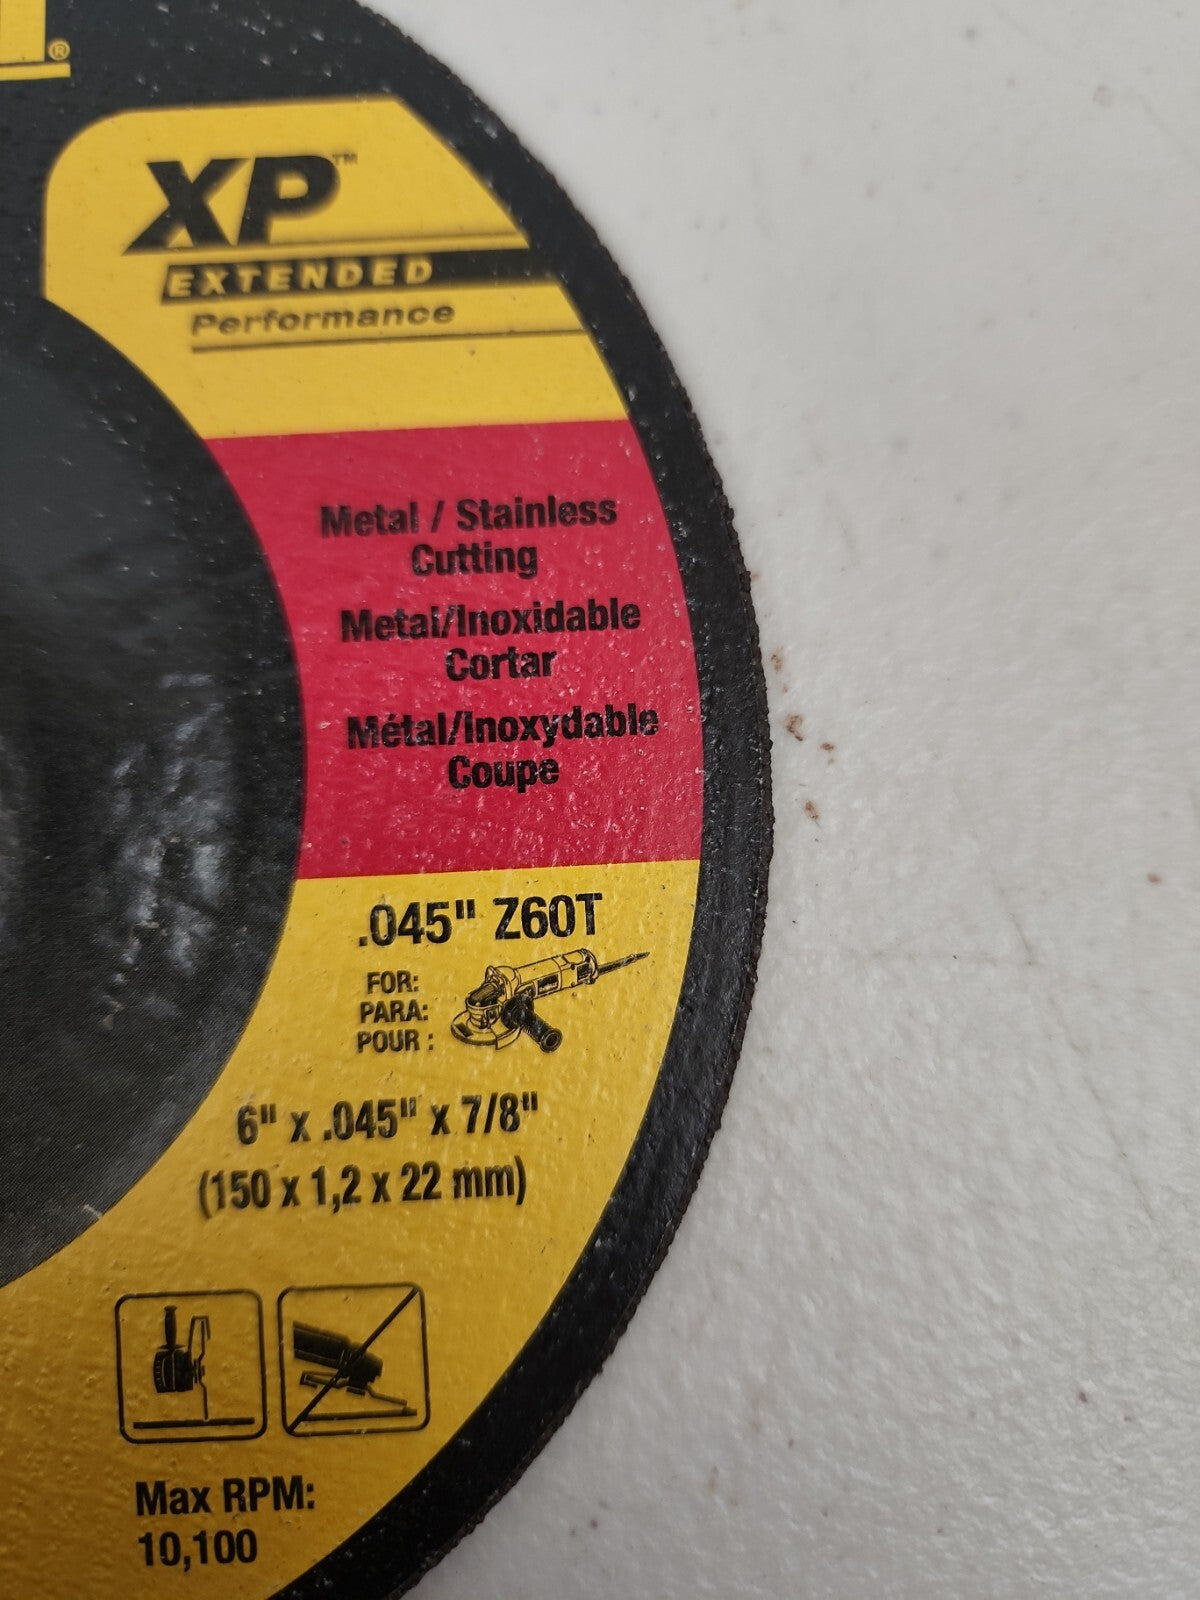 ®
XP™
EXTENDED
Performance
Metal / Stainless
Cutting
Metal/Inoxidable
Cortar
Métal/Inoxydable
Coupe
.045" Z60T
FOR:
PARA:
POUR :
6" x .045" x 7/8"
(150 x 1,2 x 22 mm)
Max RPM:
10,100